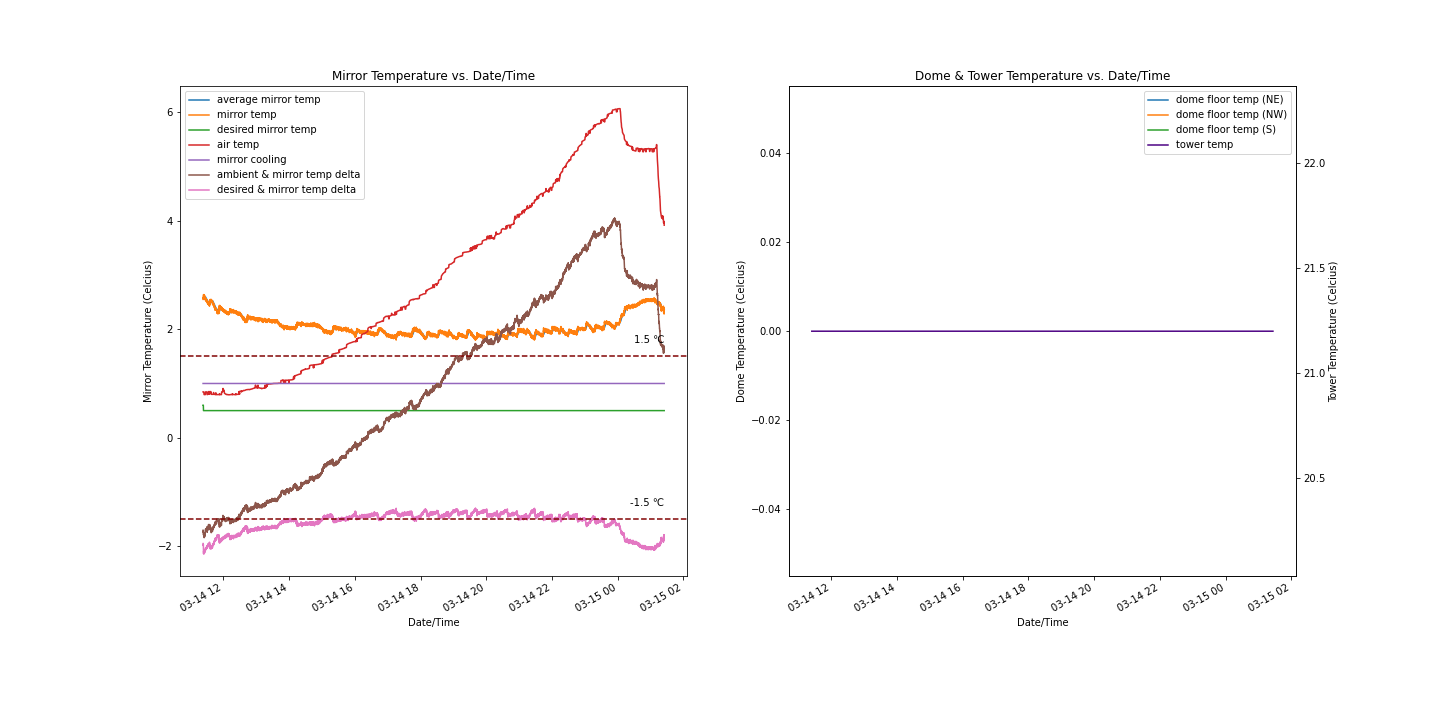 Mirror Temperature vs. Date/Time
Mirror Temperature (Celcius)
6
4
2
0
−2
average mirror temp
mirror temp
desired mirror temp
air temp
mirror cooling
ambient & mirror temp delta
desired & mirror temp delta
1.5 °C
-1.5 °C
03-14 12
03-14 14
03-14 16
03-14 18
03-14 20
03-14 22
03-15 00
03-15 02
Date/Time
Dome & Tower Temperature vs. Date/Time
Dome Temperature (Celcius)
0.04
0.02
0.00
−0.02
−0.04
dome floor temp (NE)
dome floor temp (NW)
dome floor temp (S)
tower temp
22.0
21.5
21.0
20.5
Tower Temperature (Celcius)
03-14 12
03-14 14
03-14 16
03-14 18
03-14 20
03-14 22
03-15 00
03-15 02
Date/Time